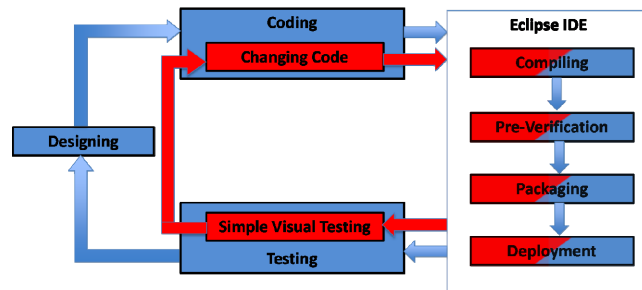 Coding
Changing Code
Designing
Simple Visual Testing
Testing
Eclipse IDE
Compiling
Pre-Verification
Packaging
Deployment